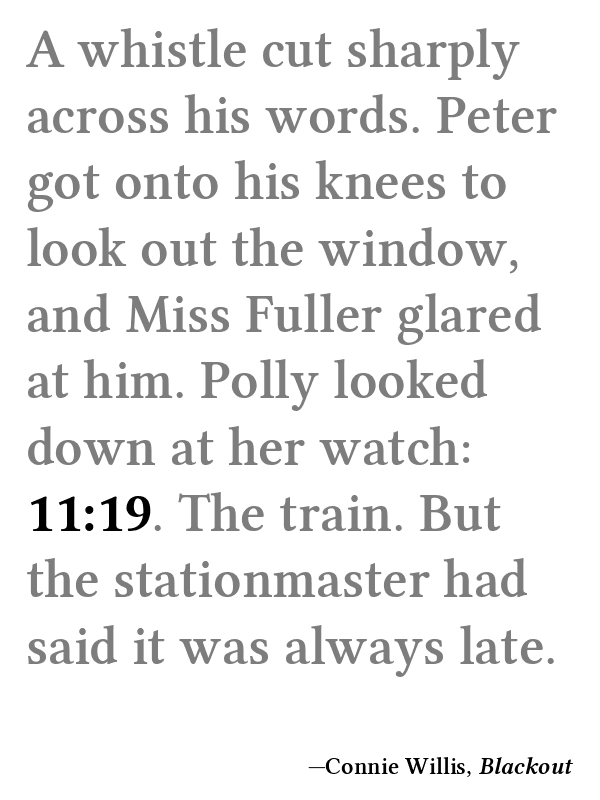 A whistle cut sharply
across his words. Peter
got onto his knees to
look out the window,
and Miss Fuller glared
at him. Polly looked
down at her watch:
11:19. The train. But
the stationmaster had
said it was always late.
—Connie Willis, Blackout